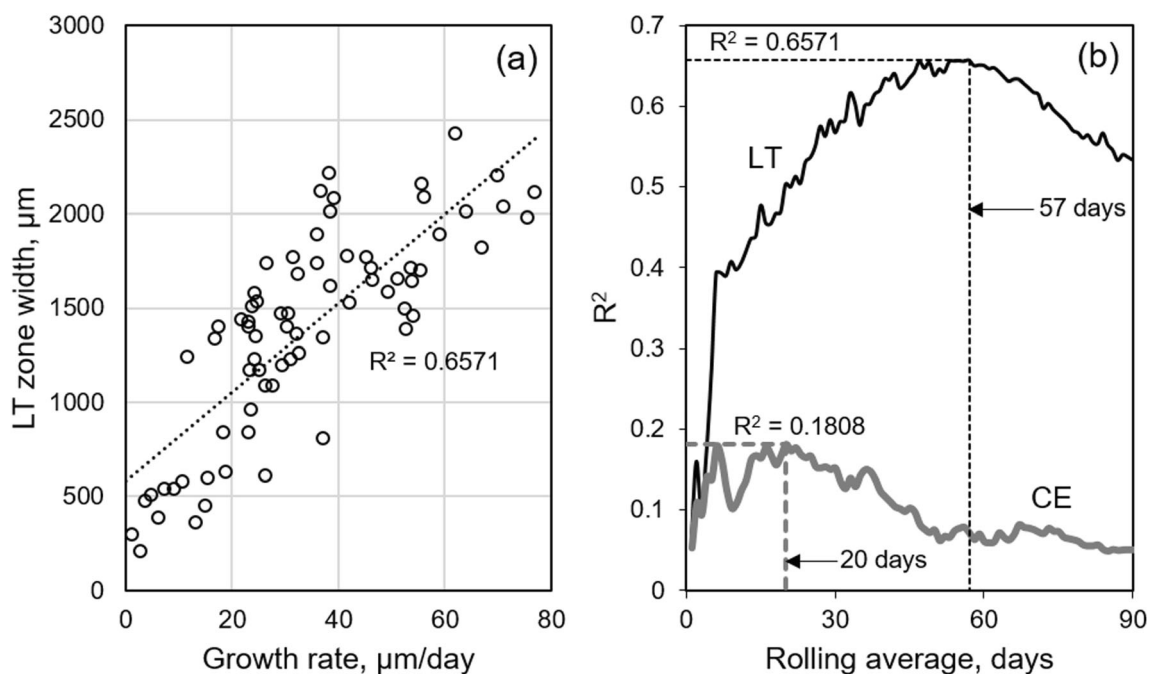 (a)
LT zone width, µm
3000
2500
2000
1500
1000
500
0
R² = 0.6571
0 20 40 60 80
Growth rate, µm/day
(b)
R²
0.7
0.6
0.5
0.4
0.3
0.2
0.1
0
R² = 0.6571
LT
57 days
R² = 0.1808
CE
20 days
0 30 60 90
Rolling average, days